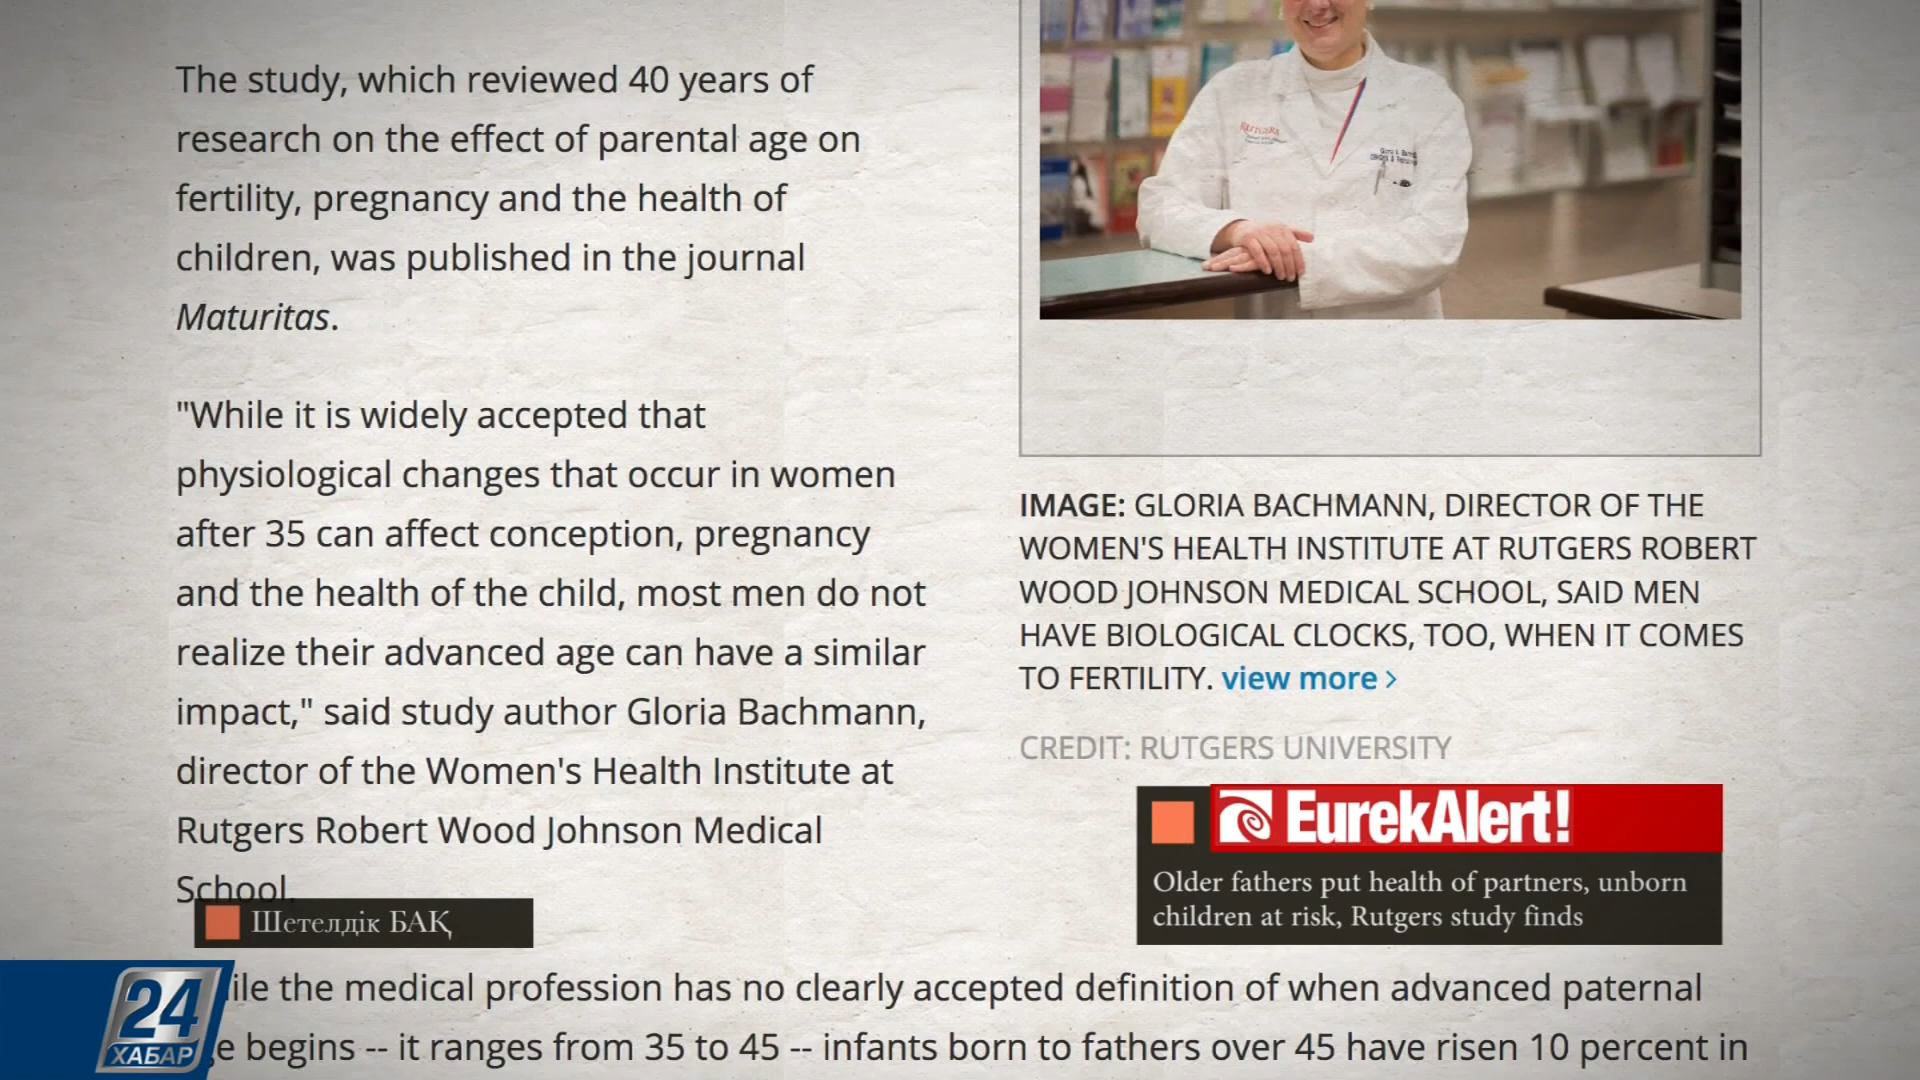 The study, which reviewed 40 years of
research on the effect of parental age on
fertility, pregnancy and the health of
children, was published in the journal
Maturitas.
"While it is widely accepted that
physiological changes that occur in women
after 35 can affect conception, pregnancy
and the health of the child, most men do not
realize their advanced age can have a similar
impact," said study author Gloria Bachmann,
director of the Women's Health Institute at
Rutgers Robert Wood Johnson Medical
School.
RUTGERS
IMAGE: GLORIA BACHMANN, DIRECTOR OF THE
WOMEN'S HEALTH INSTITUTE AT RUTGERS ROBERT
WOOD JOHNSON MEDICAL SCHOOL, SAID MEN
HAVE BIOLOGICAL CLOCKS, TOO, WHEN IT COMES
TO FERTILITY. view more >
CREDIT: RUTGERS UNIVERSITY
EurekAlert!
Older fathers put health of partners, unborn
children at risk, Rutgers study finds
Шетелдік БАҚ
the medical profession has no clearly accepted definition of when advanced paternal
begins -- it ranges from 35 to 45 -- infants born to fathers over 45 have risen 10 percent in
24
ХАБАР